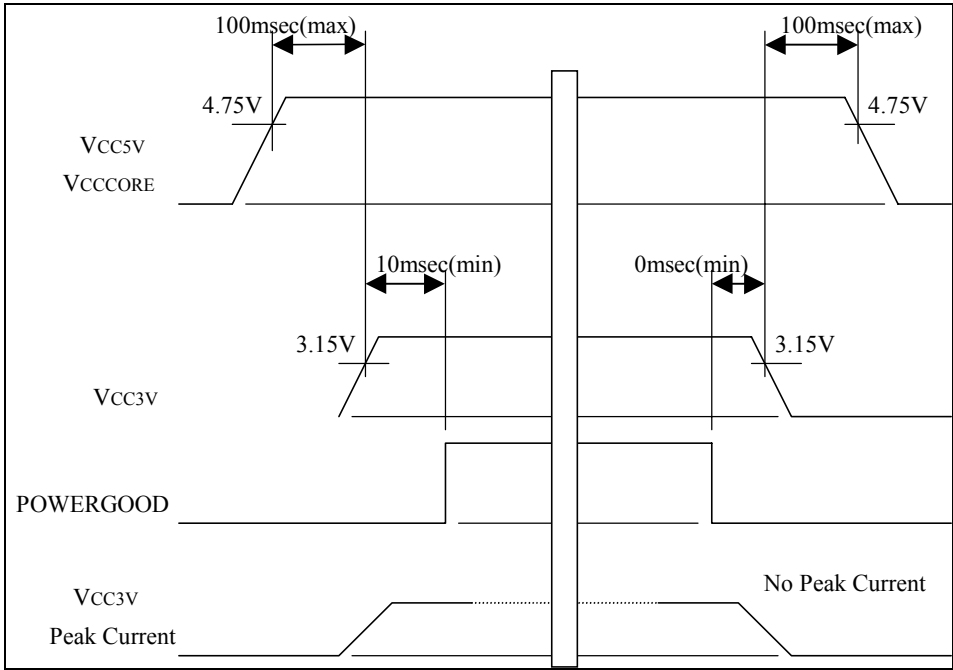 100msec(max) 100msec(max)
4.75V 4.75V
VCC5V
VCCCORE
10msec(min) 0msec(min)
3.15V 3.15V
VCC3V
POWERGOOD
No Peak Current
VCC3V
Peak Current